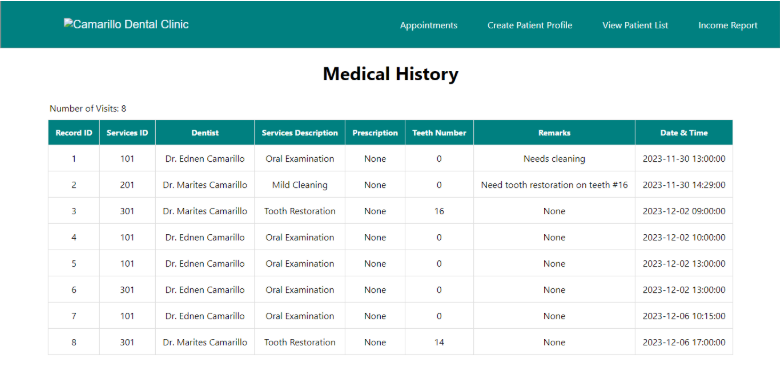 Camarillo Dental Clinic Appointments Create Patient Profile View Patient List Income Report
Medical History
Number of Visits: 8
Record ID Services ID Dentist Services Description Prescription Teeth Number Remarks Date & Time
1 101 Dr. Ednen Camarillo Oral Examination None 0 Needs cleaning 2023-11-30 13:00:00
2 201 Dr. Marites Camarillo Mild Cleaning None 0 Need tooth restoration on teeth #16 2023-11-30 14:29:00
3 301 Dr. Marites Camarillo Tooth Restoration None 16 None 2023-12-02 09:00:00
4 101 Dr. Ednen Camarillo Oral Examination None 0 None 2023-12-02 10:00:00
5 101 Dr. Ednen Camarillo Oral Examination None 0 None 2023-12-02 13:00:00
6 301 Dr. Ednen Camarillo Oral Examination None 0 None 2023-12-02 13:00:00
7 101 Dr. Ednen Camarillo Oral Examination None 0 None 2023-12-06 10:15:00
8 301 Dr. Marites Camarillo Tooth Restoration None 14 None 2023-12-06 17:00:00